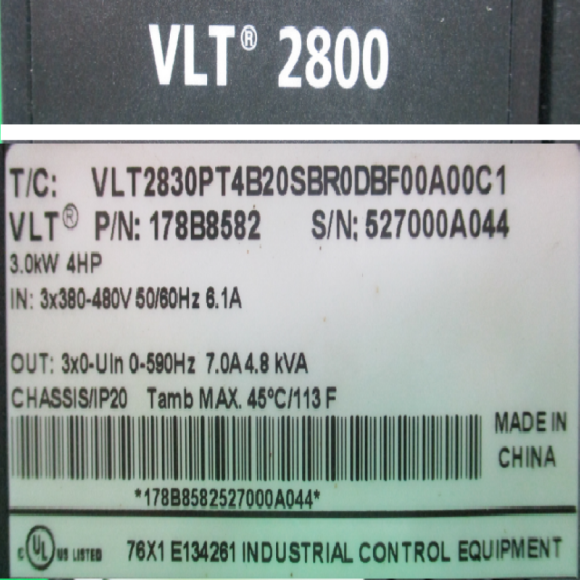 VLT® 2800
T/C: VLT2830PT4B20SBR0DBF00A00C1
VLT® P/N: 178B8582 S/N: 527000A044
3.0kW 4HP
IN: 3x380-480V 50/60Hz 6.1A
OUT: 3x0-Uin 0-590Hz 7.0A 4.8 kVA
CHASSIS/IP20 Tamb MAX. 45°C/113 F
MADE IN
CHINA
*178B8582527000A044*
c UL US LISTED 76X1 E134261 INDUSTRIAL CONTROL EQUIPMENT